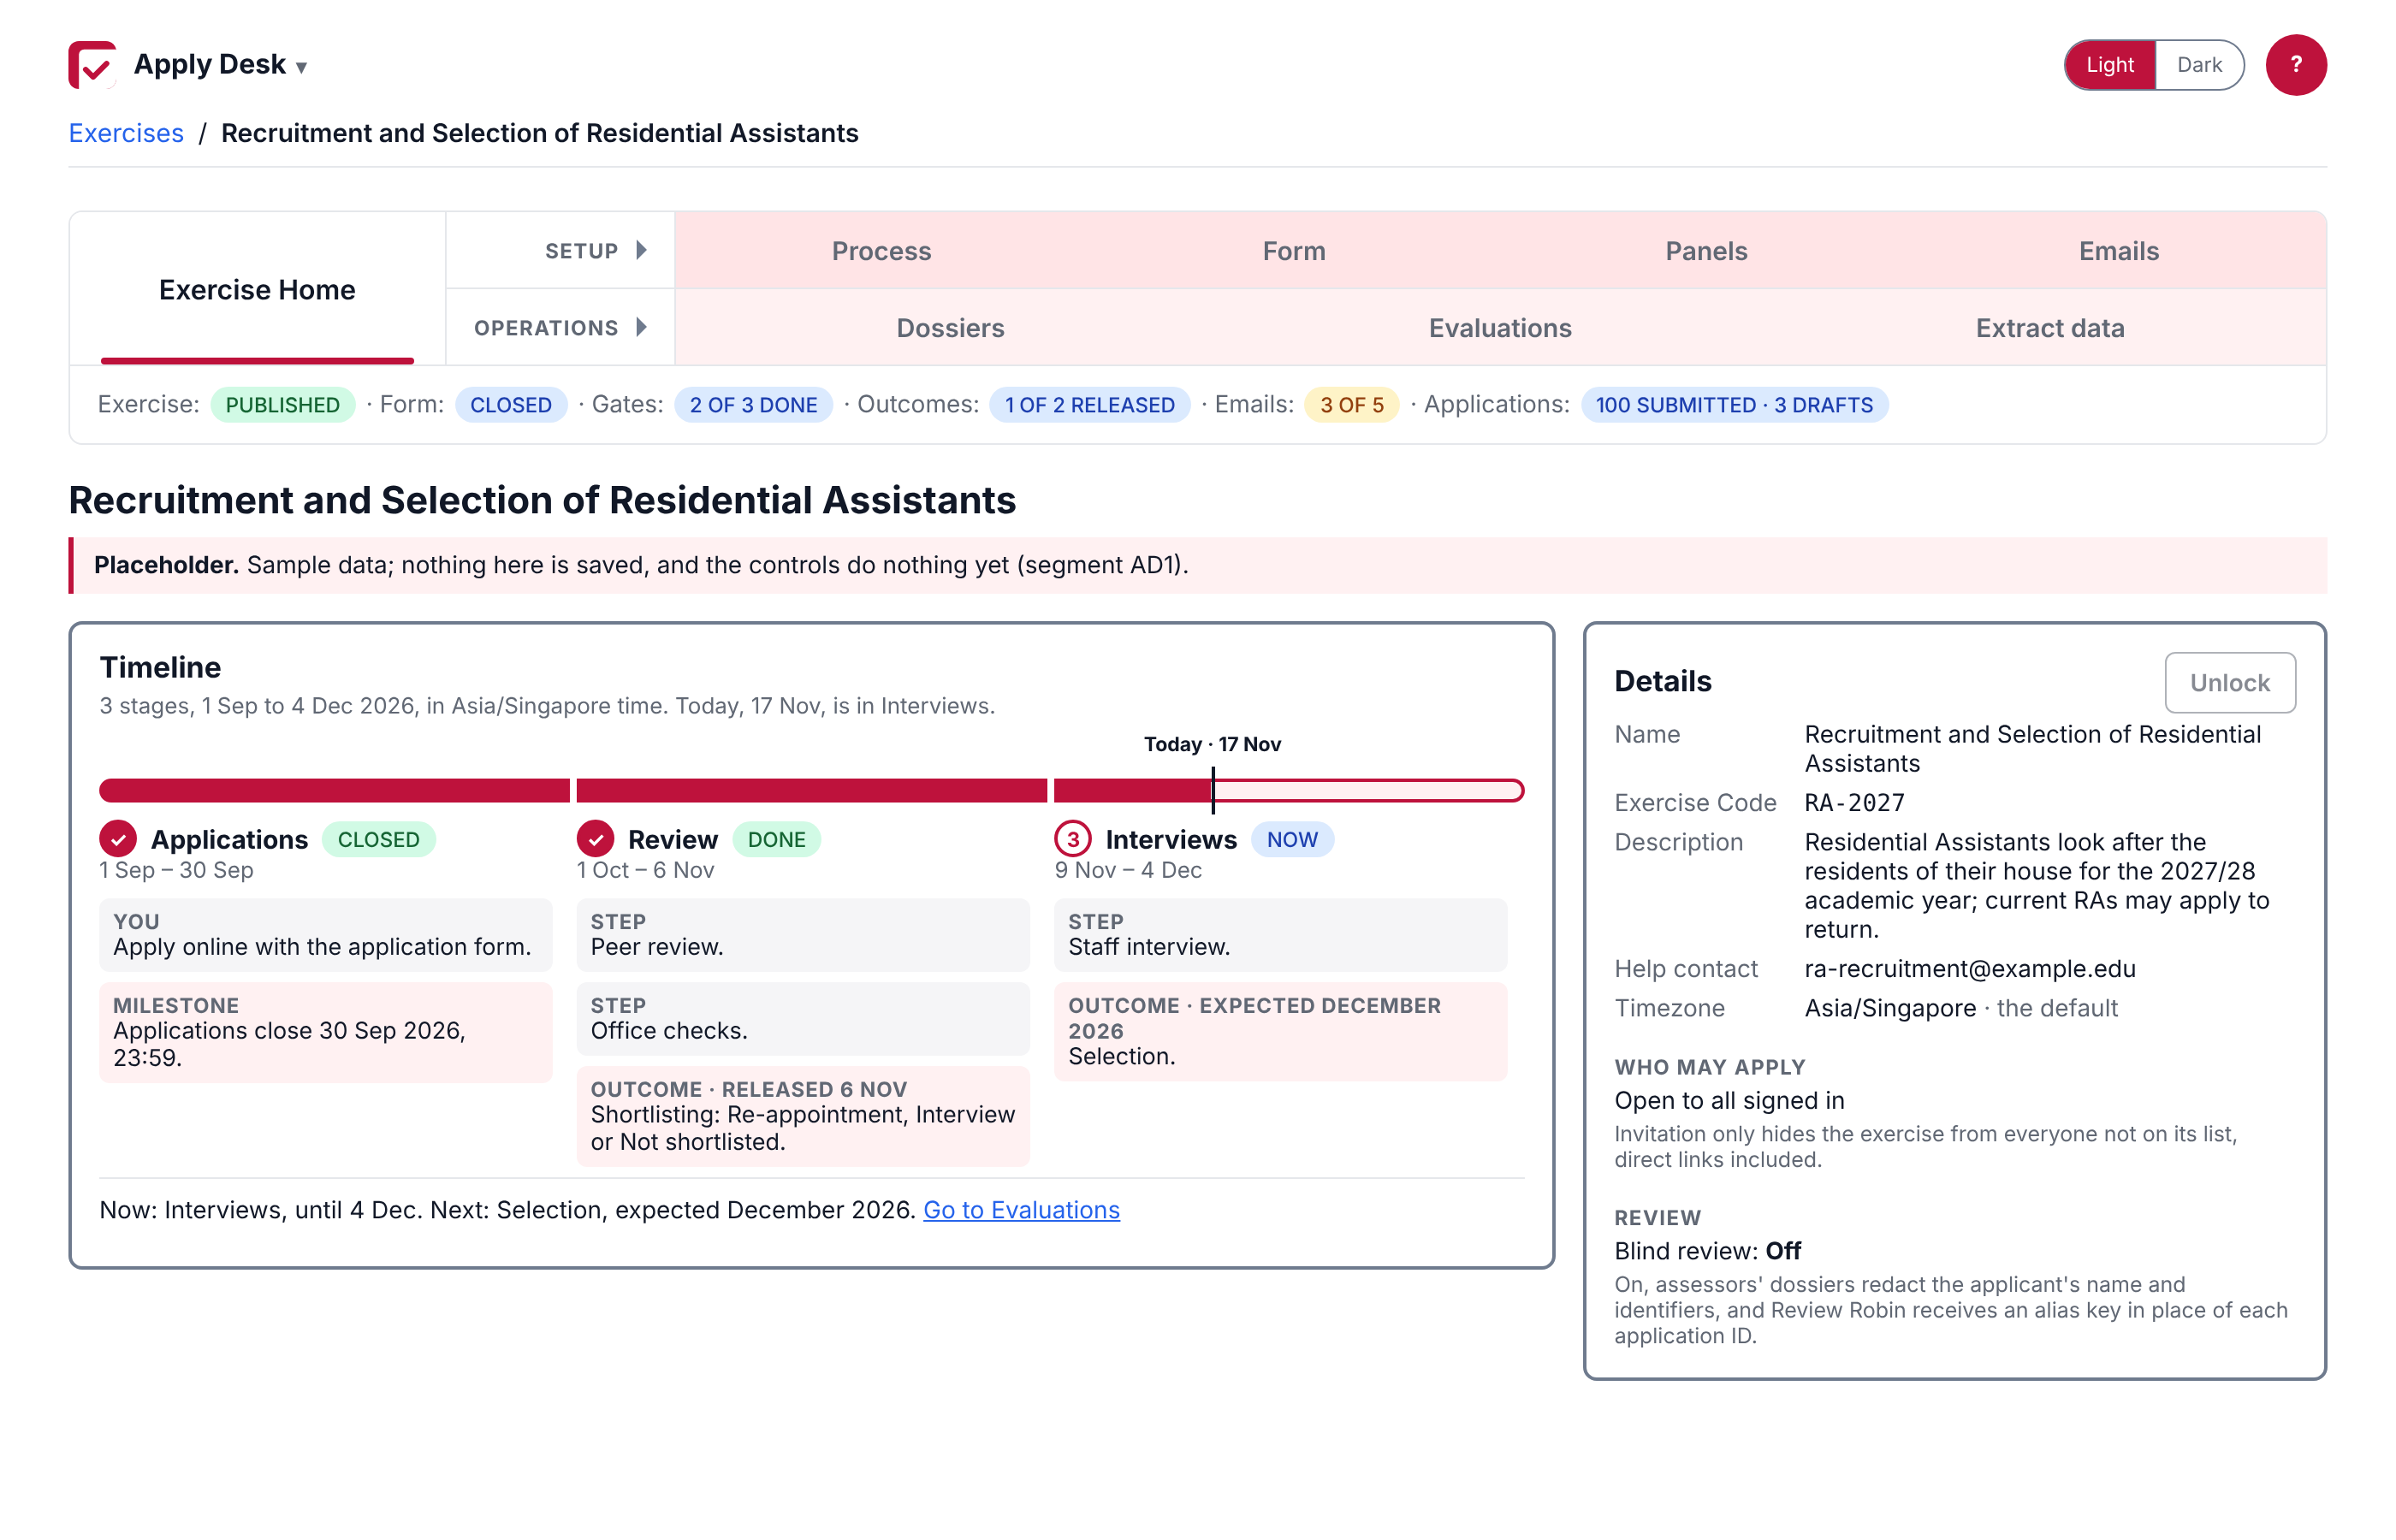 Apply Desk ▾
Light Dark ?
Exercises / Recruitment and Selection of Residential Assistants
Exercise Home
SETUP Process Form Panels Emails
OPERATIONS Dossiers Evaluations Extract data
Exercise: PUBLISHED · Form: CLOSED · Gates: 2 OF 3 DONE · Outcomes: 1 OF 2 RELEASED · Emails: 3 OF 5 · Applications: 100 SUBMITTED · 3 DRAFTS
Recruitment and Selection of Residential Assistants
Placeholder. Sample data; nothing here is saved, and the controls do nothing yet (segment AD1).
Timeline
3 stages, 1 Sep to 4 Dec 2026, in Asia/Singapore time. Today, 17 Nov, is in Interviews.
Today · 17 Nov
Applications CLOSED
1 Sep – 30 Sep
YOU
Apply online with the application form.
MILESTONE
Applications close 30 Sep 2026,
23:59.
Review DONE
1 Oct – 6 Nov
STEP
Peer review.
STEP
Office checks.
OUTCOME · RELEASED 6 NOV
Shortlisting: Re-appointment, Interview
or Not shortlisted.
3 Interviews NOW
9 Nov – 4 Dec
STEP
Staff interview.
OUTCOME · EXPECTED DECEMBER
2026
Selection.
Now: Interviews, until 4 Dec. Next: Selection, expected December 2026. Go to Evaluations
Details
Unlock
Name Recruitment and Selection of Residential
Assistants
Exercise Code RA-2027
Description Residential Assistants look after the
residents of their house for the 2027/28
academic year; current RAs may apply to
return.
Help contact ra-recruitment@example.edu
Timezone Asia/Singapore · the default
WHO MAY APPLY
Open to all signed in
Invitation only hides the exercise from everyone not on its list,
direct links included.
REVIEW
Blind review: Off
On, assessors' dossiers redact the applicant's name and
identifiers, and Review Robin receives an alias key in place of each
application ID.